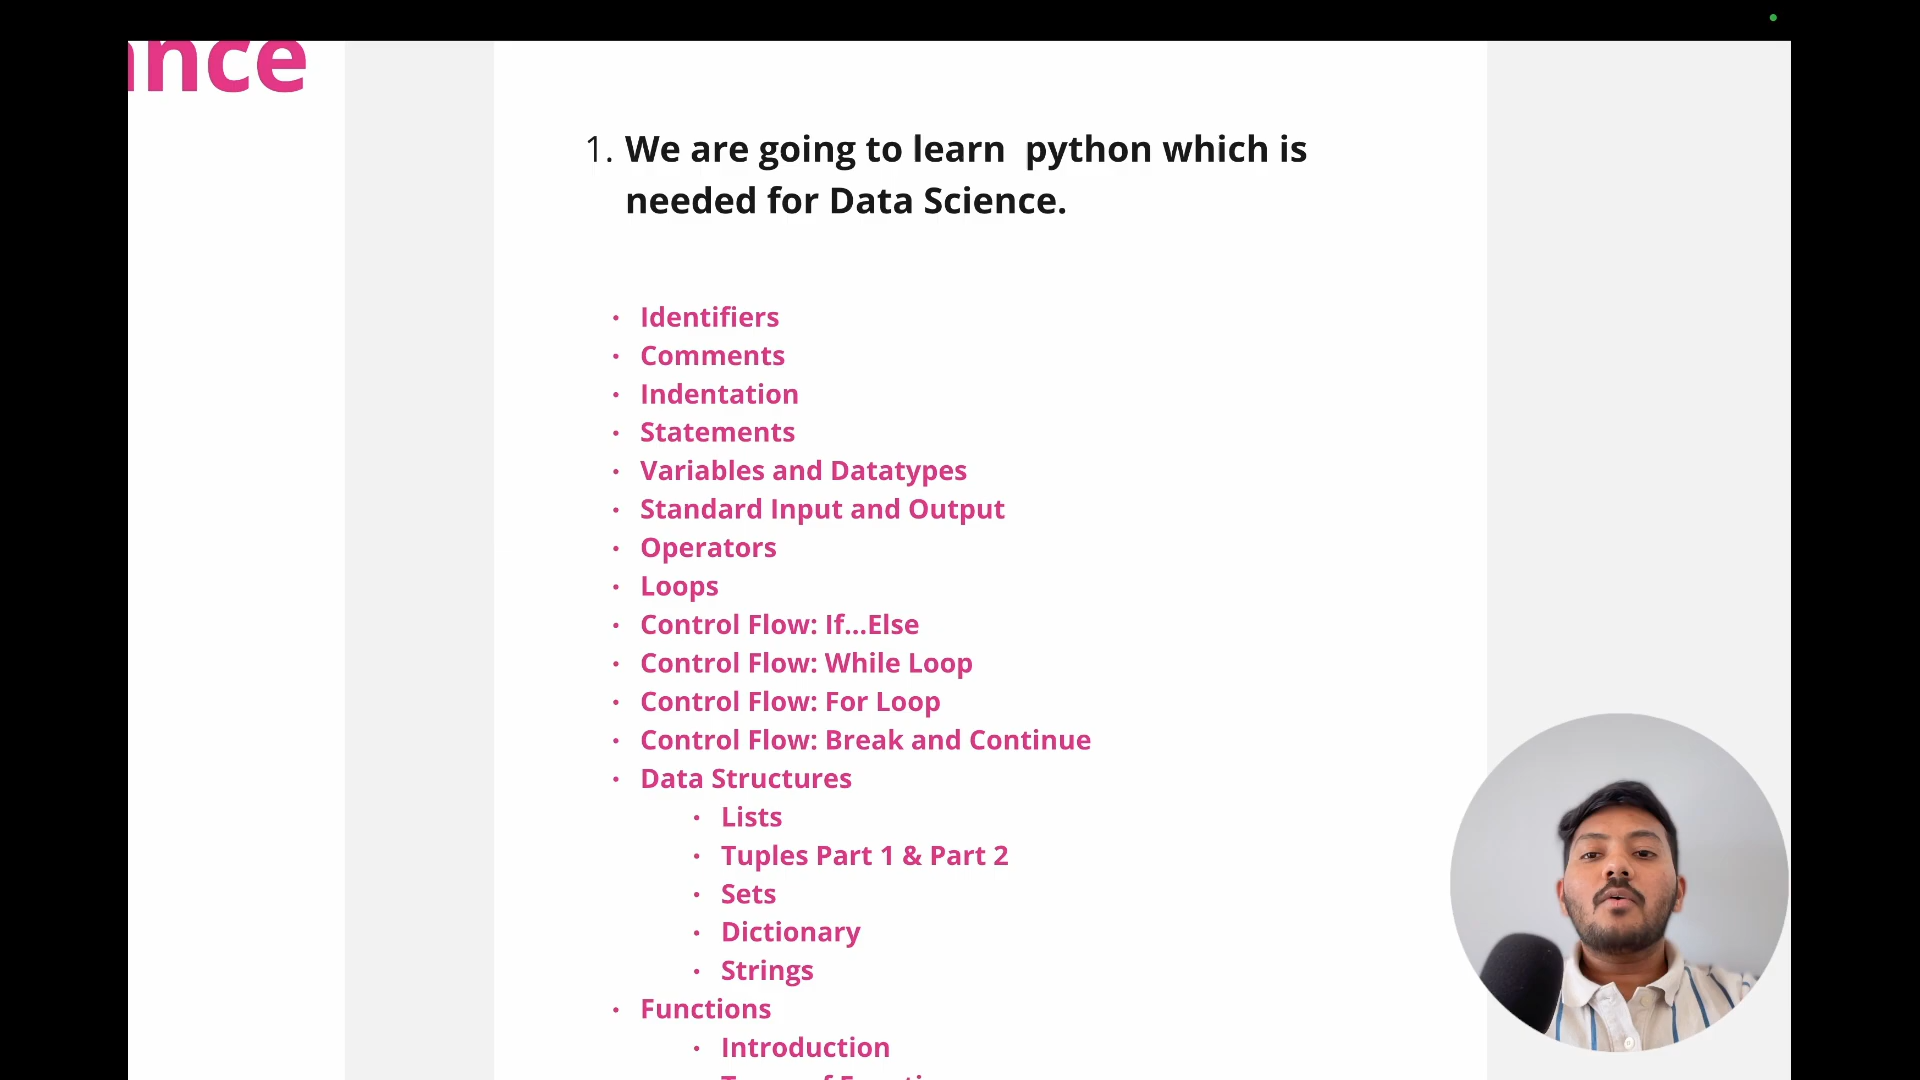 1. We are going to learn  python which is
needed for Data Science.
· Identifiers
· Comments
· Indentation
· Statements
· Variables and Datatypes
· Standard Input and Output
· Operators
· Loops
· Control Flow: If...Else
· Control Flow: While Loop
· Control Flow: For Loop
· Control Flow: Break and Continue
· Data Structures
· Lists
· Tuples Part 1 & Part 2
· Sets
· Dictionary
· Strings
· Functions
· Introduction